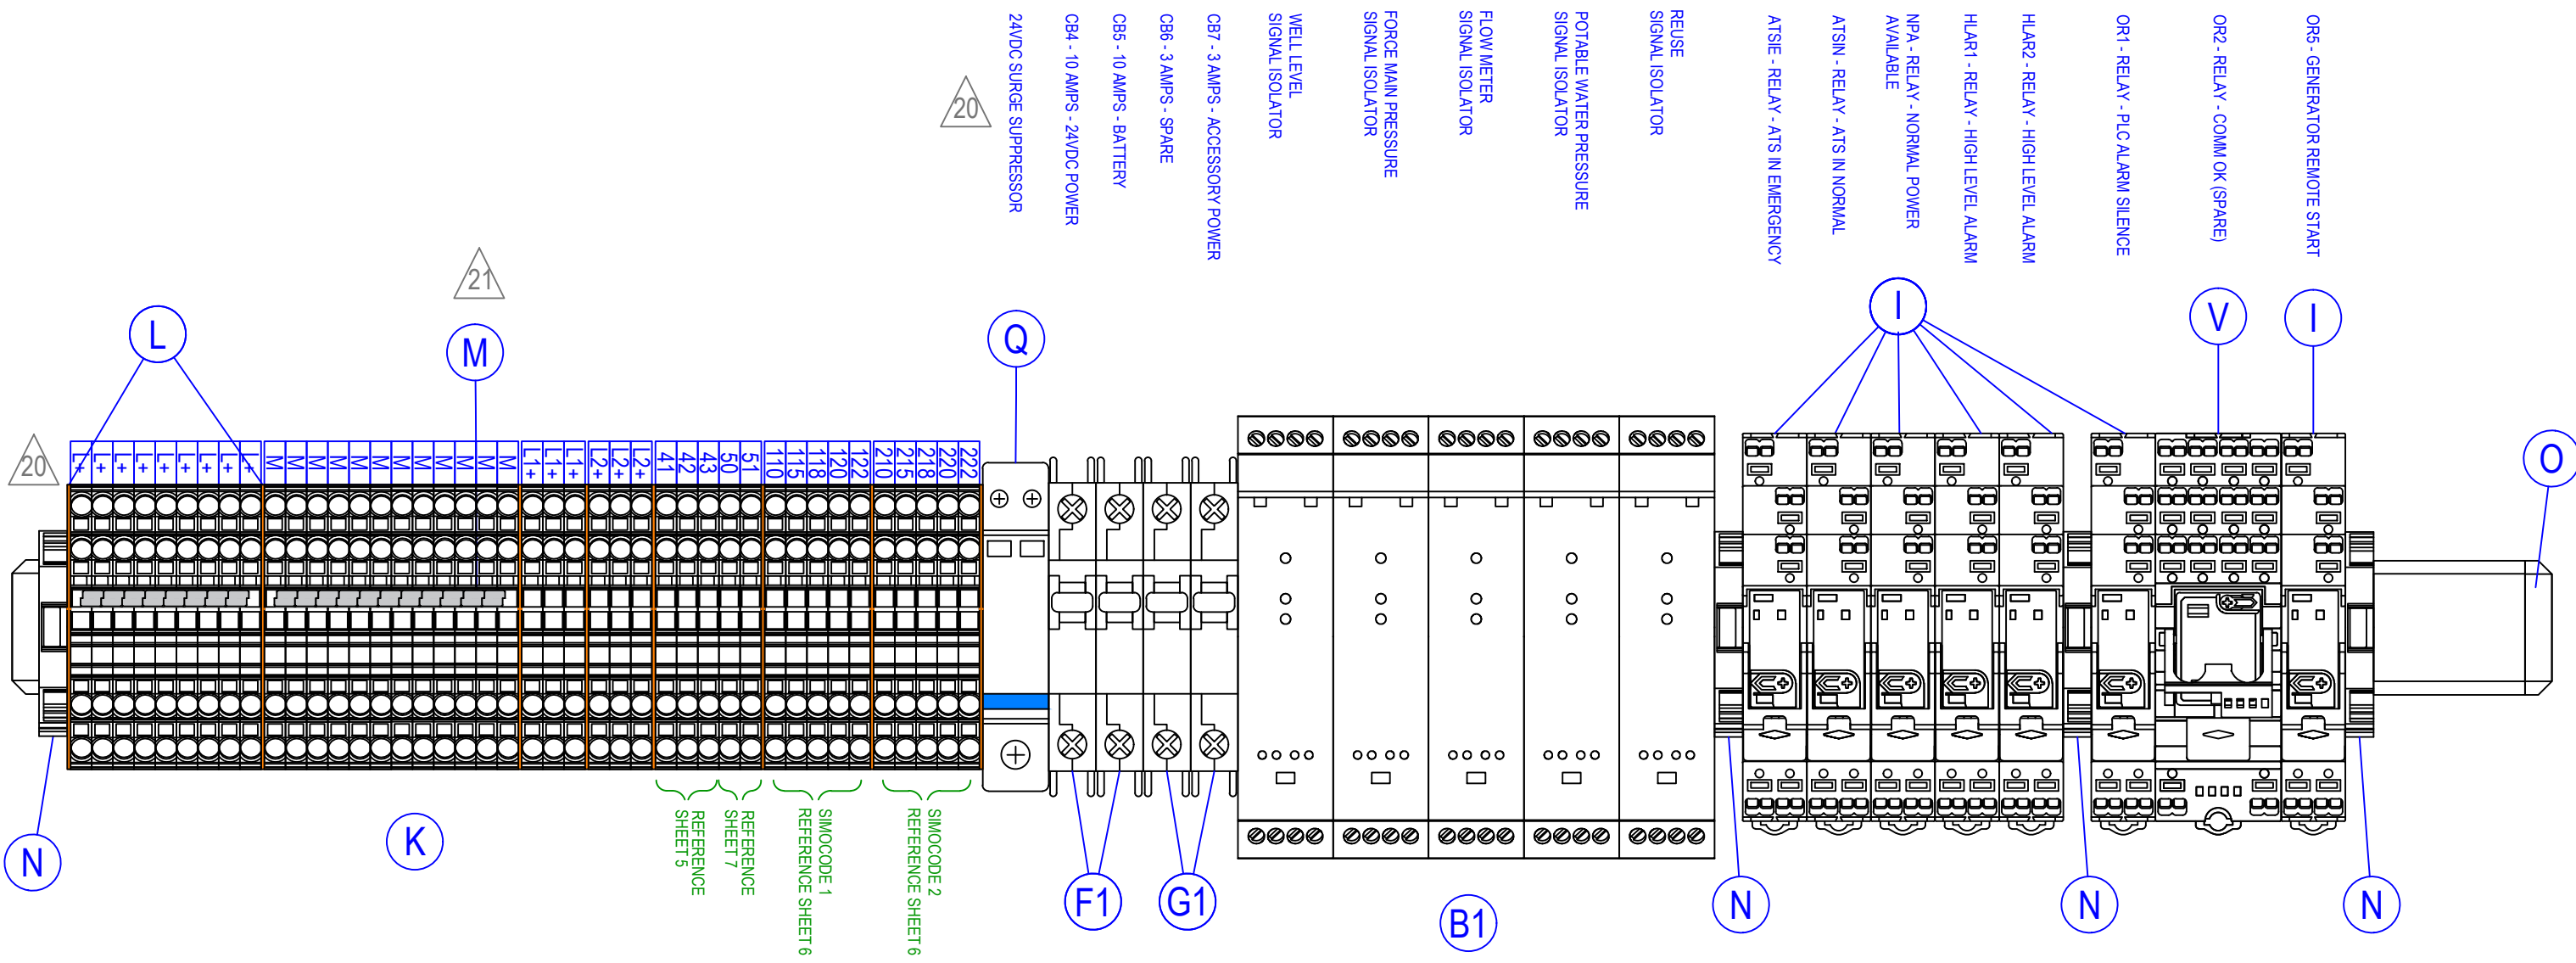 24VDC SURGE SUPPRESSOR
CB4 - 10 AMPS - 24VDC POWER
CB5 - 10 AMPS - BATTERY
CB6 - 3 AMPS - SPARE
CB7 - 3 AMPS - ACCESSORY POWER
WELL LEVEL
SIGNAL ISOLATOR
FORCE MAIN PRESSURE
SIGNAL ISOLATOR
FLOW METER
SIGNAL ISOLATOR
POTABLE WATER PRESSURE
SIGNAL ISOLATOR
REUSE
SIGNAL ISOLATOR
ATSIE - RELAY - ATS IN EMERGENCY
ATSIN - RELAY - ATS IN NORMAL
NPA - RELAY - NORMAL POWER
AVAILABLE
HLAR1 - RELAY - HIGH LEVEL ALARM
HLAR2 - RELAY - HIGH LEVEL ALARM
OR1 - RELAY - PLC ALARM SILENCE
OR2 - RELAY - COMM OK (SPARE)
OR5 - GENERATOR REMOTE START
20
21
20
L
M
Q
I
V
I
O
L+
L+
L+
L+
L+
L+
L+
L+
L+
M
M
M
M
M
M
M
M
M
M
M
M
L1+
L1+
L1+
L2+
L2+
L2+
41
42
43
50
51
110
115
118
120
122
210
215
218
220
222
REFERENCE
SHEET 5
REFERENCE
SHEET 7
SIMOCODE 1
REFERENCE SHEET 6
SIMOCODE 2
REFERENCE SHEET 6
N
K
F1
G1
B1
N
N
N